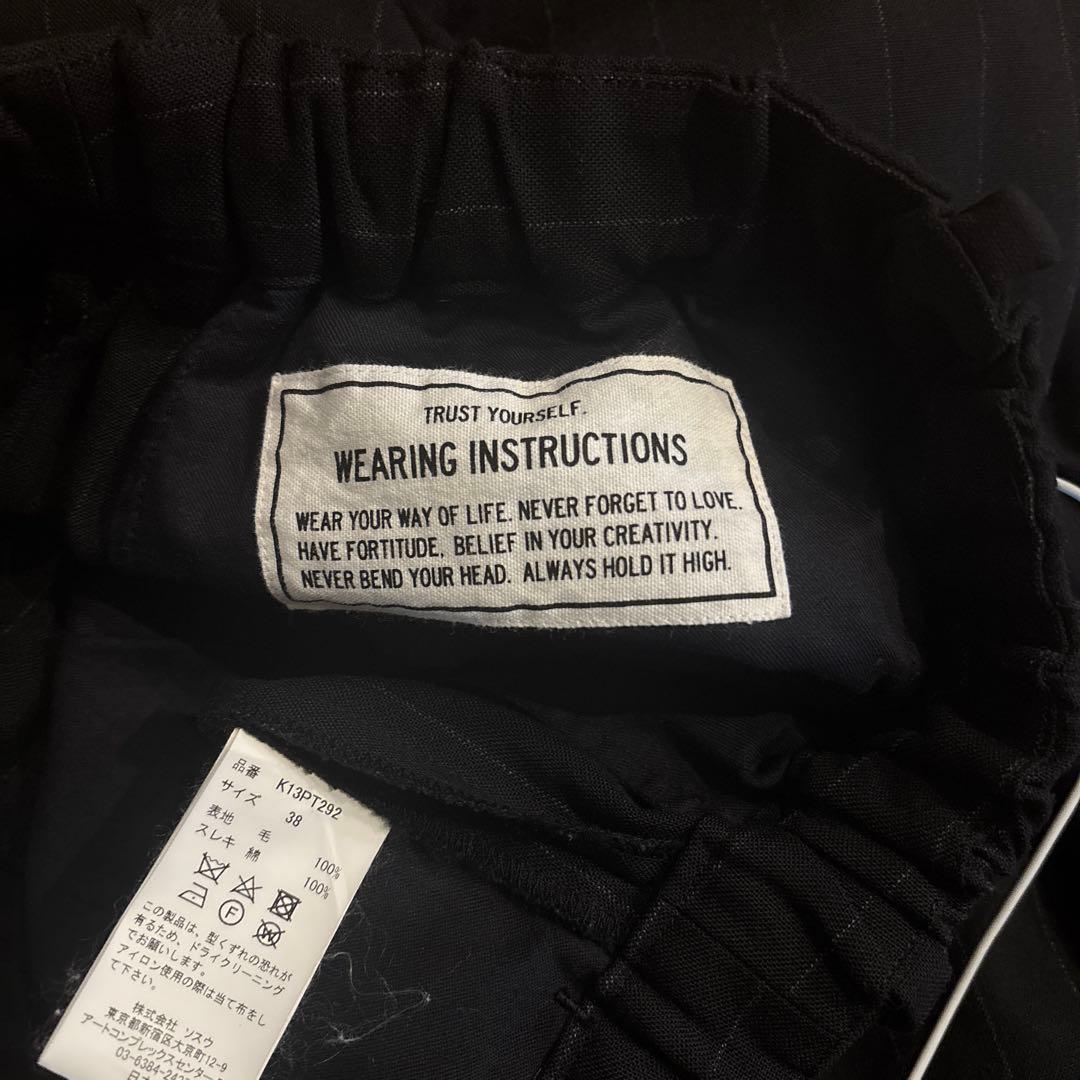 TRUST YOURSELF.
WEARING INSTRUCTIONS
WEAR YOUR WAY OF LIFE. NEVER FORGET TO LOVE.
HAVE FORTITUDE, BELIEF IN YOUR CREATIVITY.
NEVER BEND YOUR HEAD. ALWAYS HOLD IT HIGH.
品番 K13PT292
サイズ 38
表地 毛 100%
スレキ 綿 100%
F
W
この製品は、型くずれの恐れが
有るため、ドライクリーニング
でお願いします。
アイロン使用の際は当て布をし
て下さい。
株式会社 ソスウ
東京都新宿区大京町12-9
アートコンプレックスセンター
03-6384-242